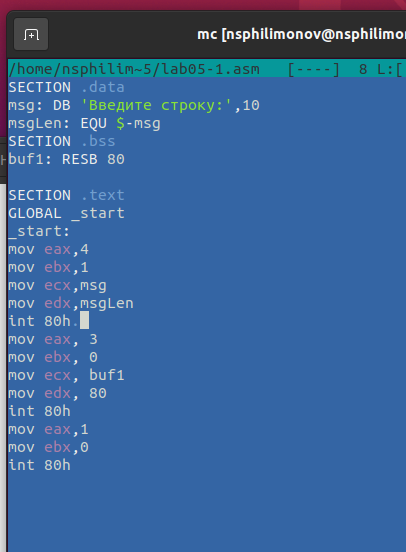 mc [nsphilimonov@nsphilimo
/home/nsphilim~5/lab05-1.asm [----] 8 L:[
SECTION .data
msg: DB 'Введите строку:',10
msgLen: EQU $-msg
SECTION .bss
buf1: RESB 80
SECTION .text
GLOBAL _start
_start:
mov eax,4
mov ebx,1
mov ecx,msg
mov edx,msgLen
int 80h.
mov eax, 3
mov ebx, 0
mov ecx, buf1
mov edx, 80
int 80h
mov eax,1
mov ebx,0
int 80h